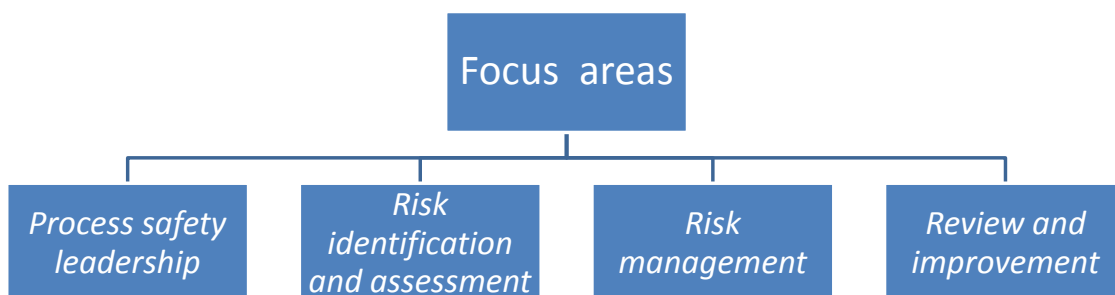 Focus areas
Process safety
leadership
Risk
identification
and assessment
Risk
management
Review and
improvement